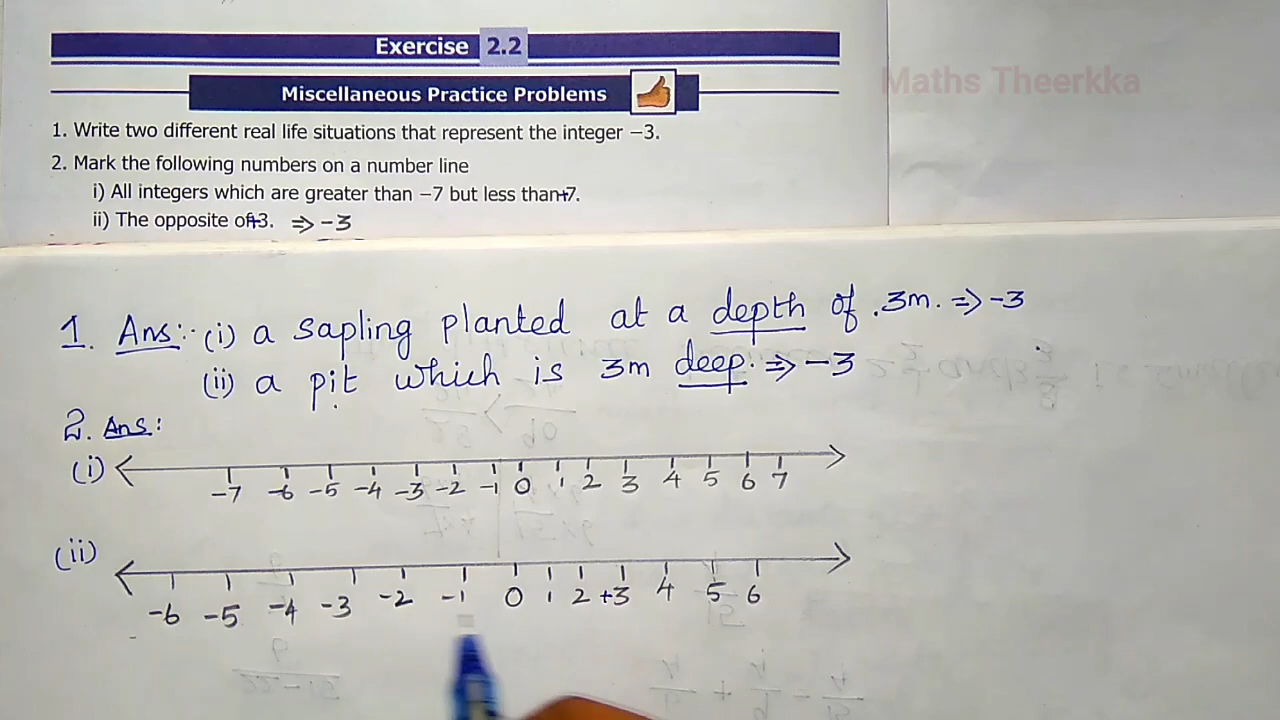 Exercise 2.2
Maths Theerkka
Miscellaneous Practice Problems
1. Write two different real life situations that represent the integer −3.
2. Mark the following numbers on a number line
i) All integers which are greater than −7 but less than+7.
ii) The opposite of+3. ⇒ −3
1. Ans:- (i) a sapling planted at a depth of .3m. ⇒ -3
(ii) a pit which is 3m deep. ⇒ -3
2. Ans:
(i)
-7 -6 -5 -4 -3 -2 -1 0 1 2 3 4 5 6 7
(ii)
-6 -5 -4 -3 -2 -1 0 1 2 +3 4 5 6